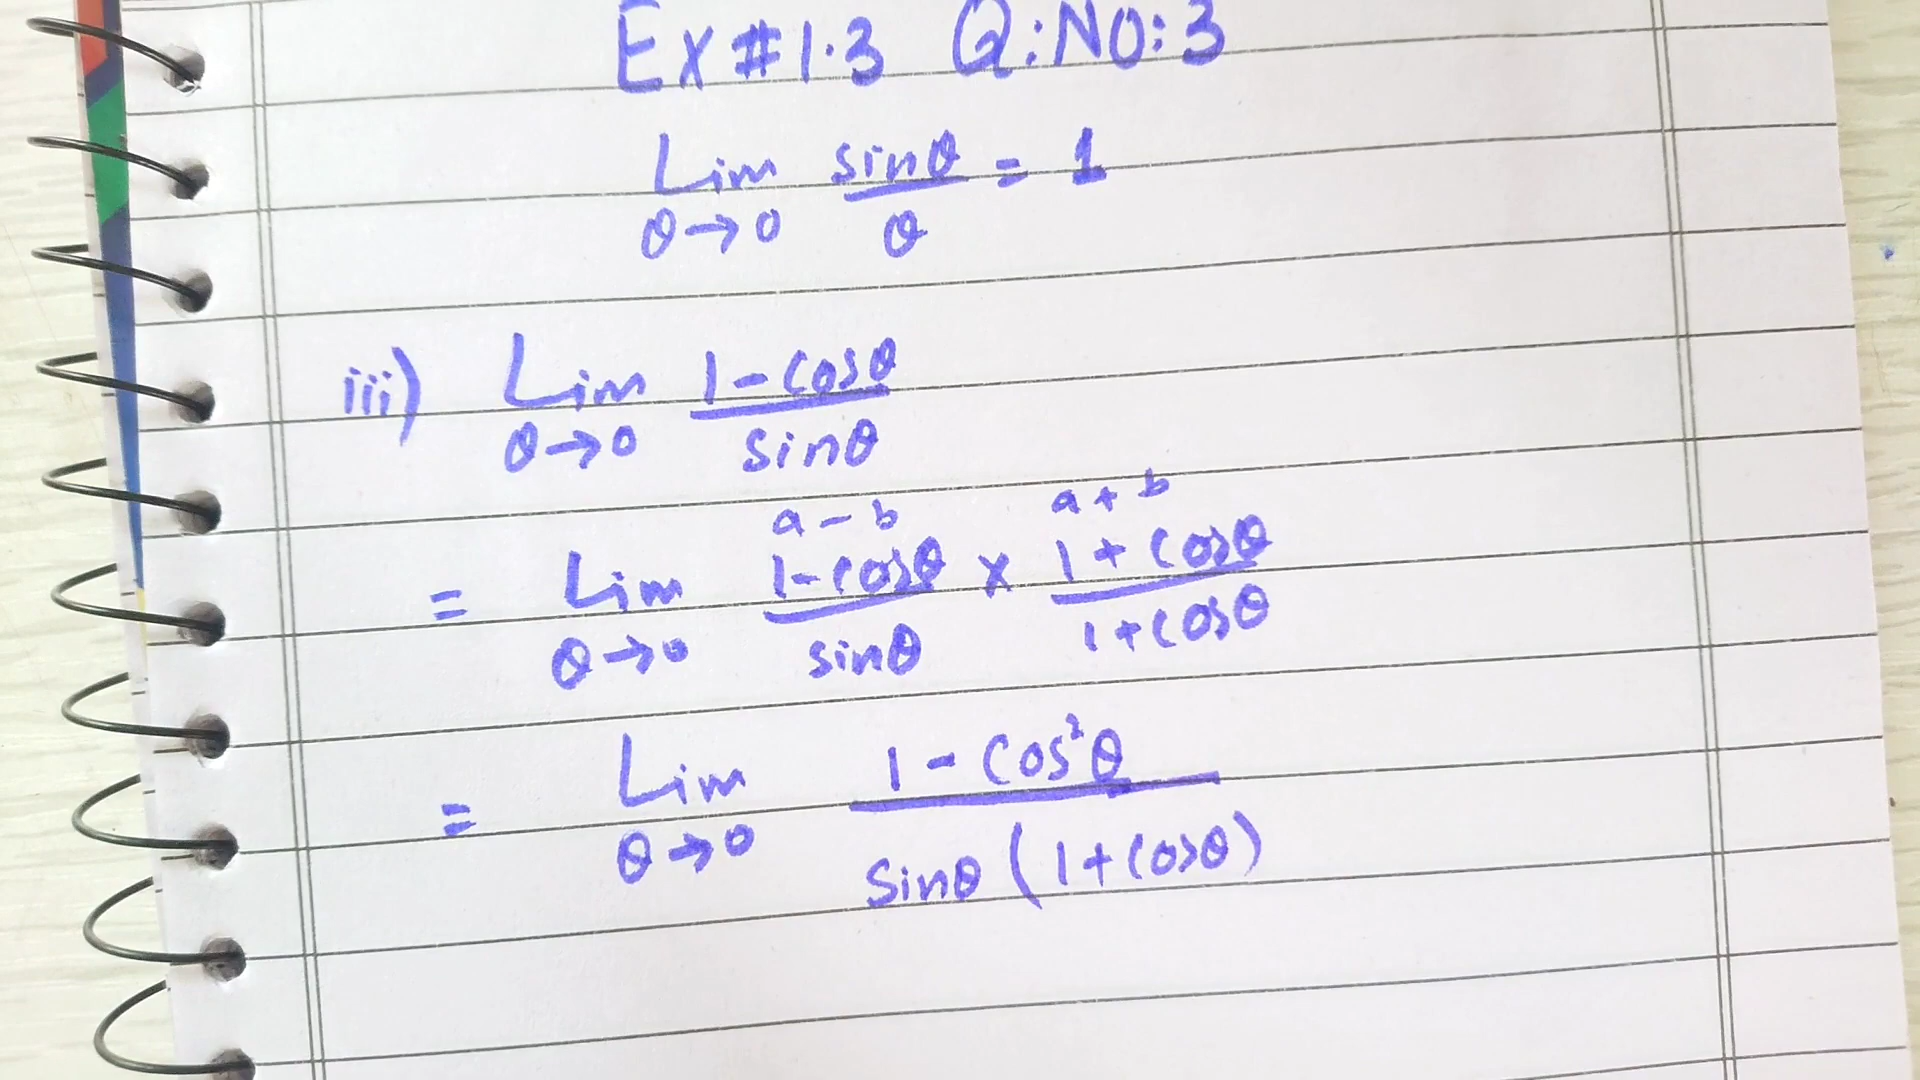 Ex#1.3 Q:NO:3
Lim sinθ = 1
θ→0 θ
iii) Lim 1-cosθ
θ→0 sinθ
a - b a + b
= Lim 1-cosθ × 1+cosθ
θ→0 sinθ 1+cosθ
= Lim 1-Cos²θ
θ→0 Sinθ (1+cosθ)